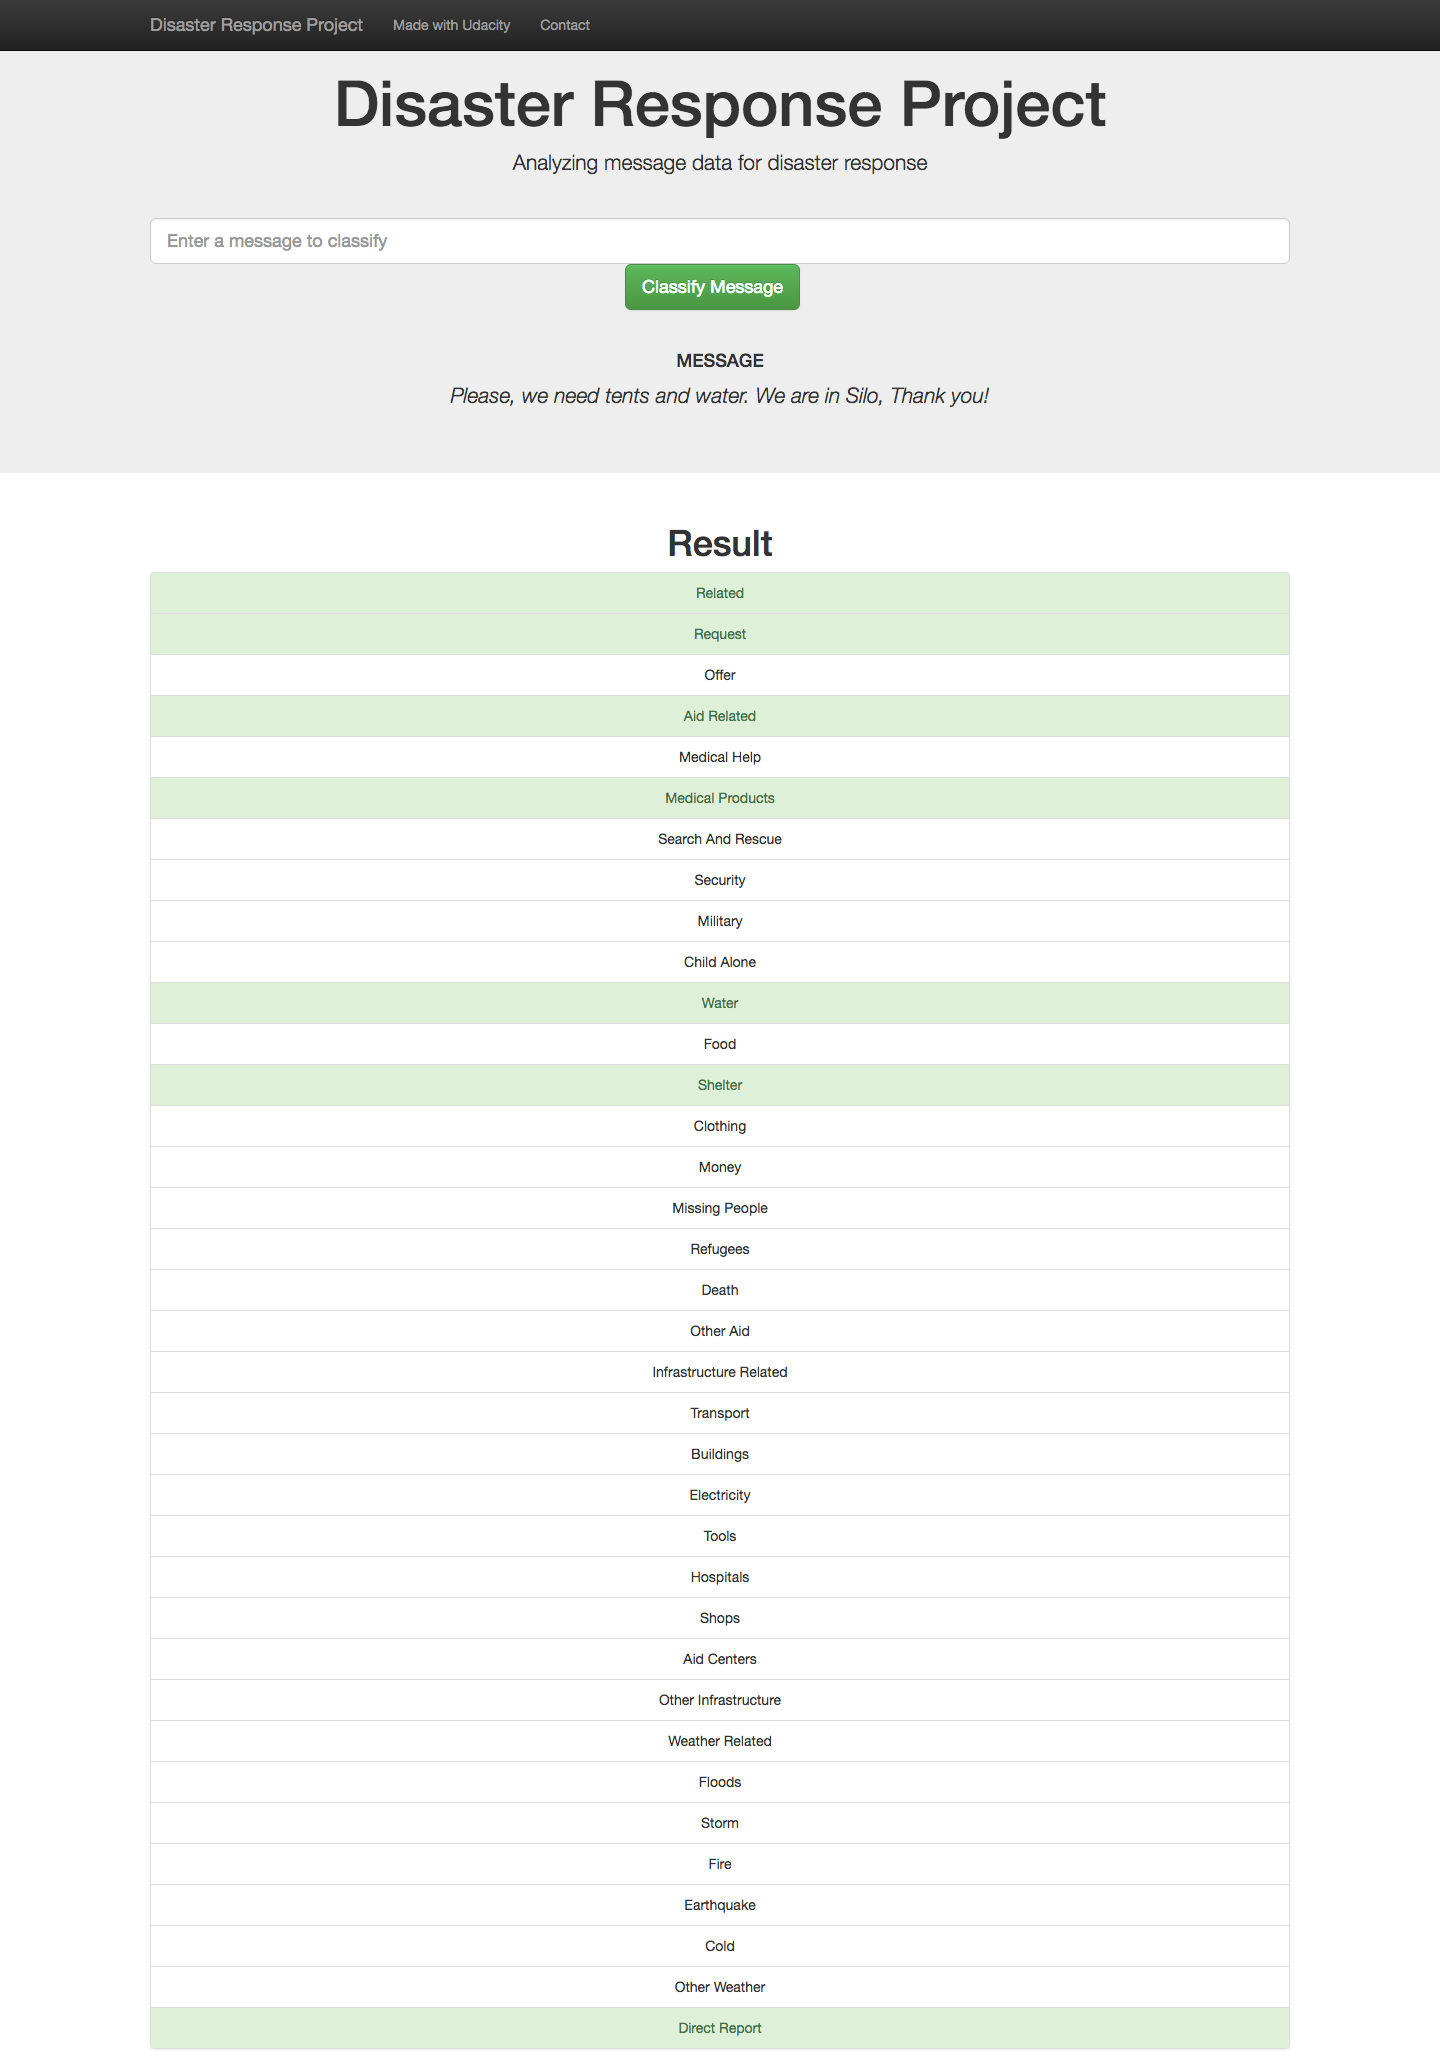 Disaster Response Project Made with Udacity Contact
Disaster Response Project
Analyzing message data for disaster response
Enter a message to classify
Classify Message
MESSAGE
Please, we need tents and water. We are in Silo, Thank you!
Result
Related
Request
Offer
Aid Related
Medical Help
Medical Products
Search And Rescue
Security
Military
Child Alone
Water
Food
Shelter
Clothing
Money
Missing People
Refugees
Death
Other Aid
Infrastructure Related
Transport
Buildings
Electricity
Tools
Hospitals
Shops
Aid Centers
Other Infrastructure
Weather Related
Floods
Storm
Fire
Earthquake
Cold
Other Weather
Direct Report